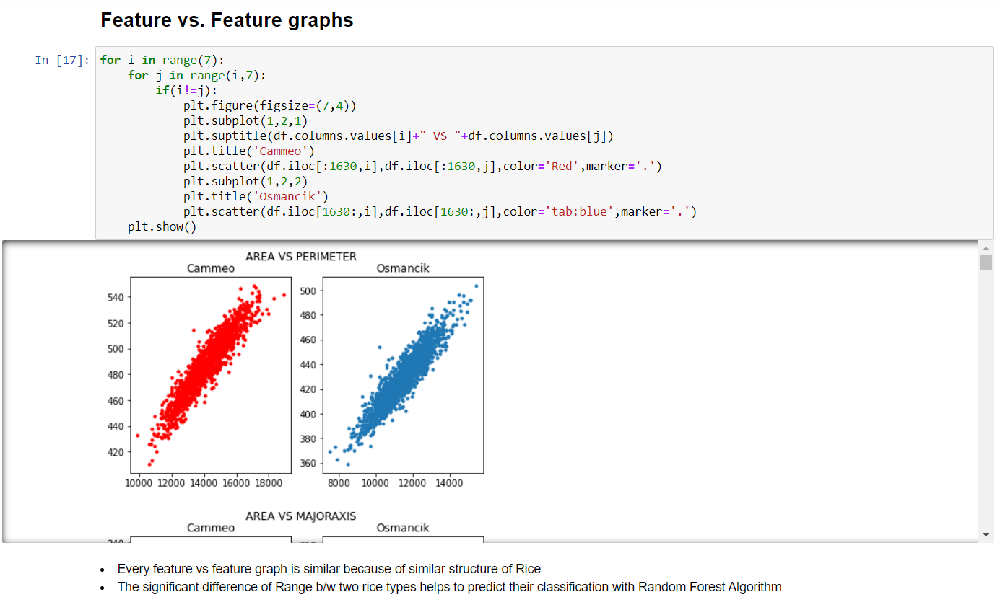 Feature vs. Feature graphs
In [17]:
for i in range(7):
    for j in range(i,7):
        if(i!=j):
            plt.figure(figsize=(7,4))
            plt.subplot(1,2,1)
            plt.suptitle(df.columns.values[i]+" VS "+df.columns.values[j])
            plt.title('Cammeo')
            plt.scatter(df.iloc[:1630,i],df.iloc[:1630,j],color='Red',marker='.')
            plt.subplot(1,2,2)
            plt.title('Osmancik')
            plt.scatter(df.iloc[1630:,i],df.iloc[1630:,j],color='tab:blue',marker='.')
    plt.show()
AREA VS PERIMETER
Cammeo
540
520
500
480
460
440
420
10000 12000 14000 16000 18000
Osmancik
500
480
460
440
420
400
380
360
8000 10000 12000 14000
AREA VS MAJORAXIS
Cammeo Osmancik
• Every feature vs feature graph is similar because of similar structure of Rice
• The significant difference of Range b/w two rice types helps to predict their classification with Random Forest Algorithm